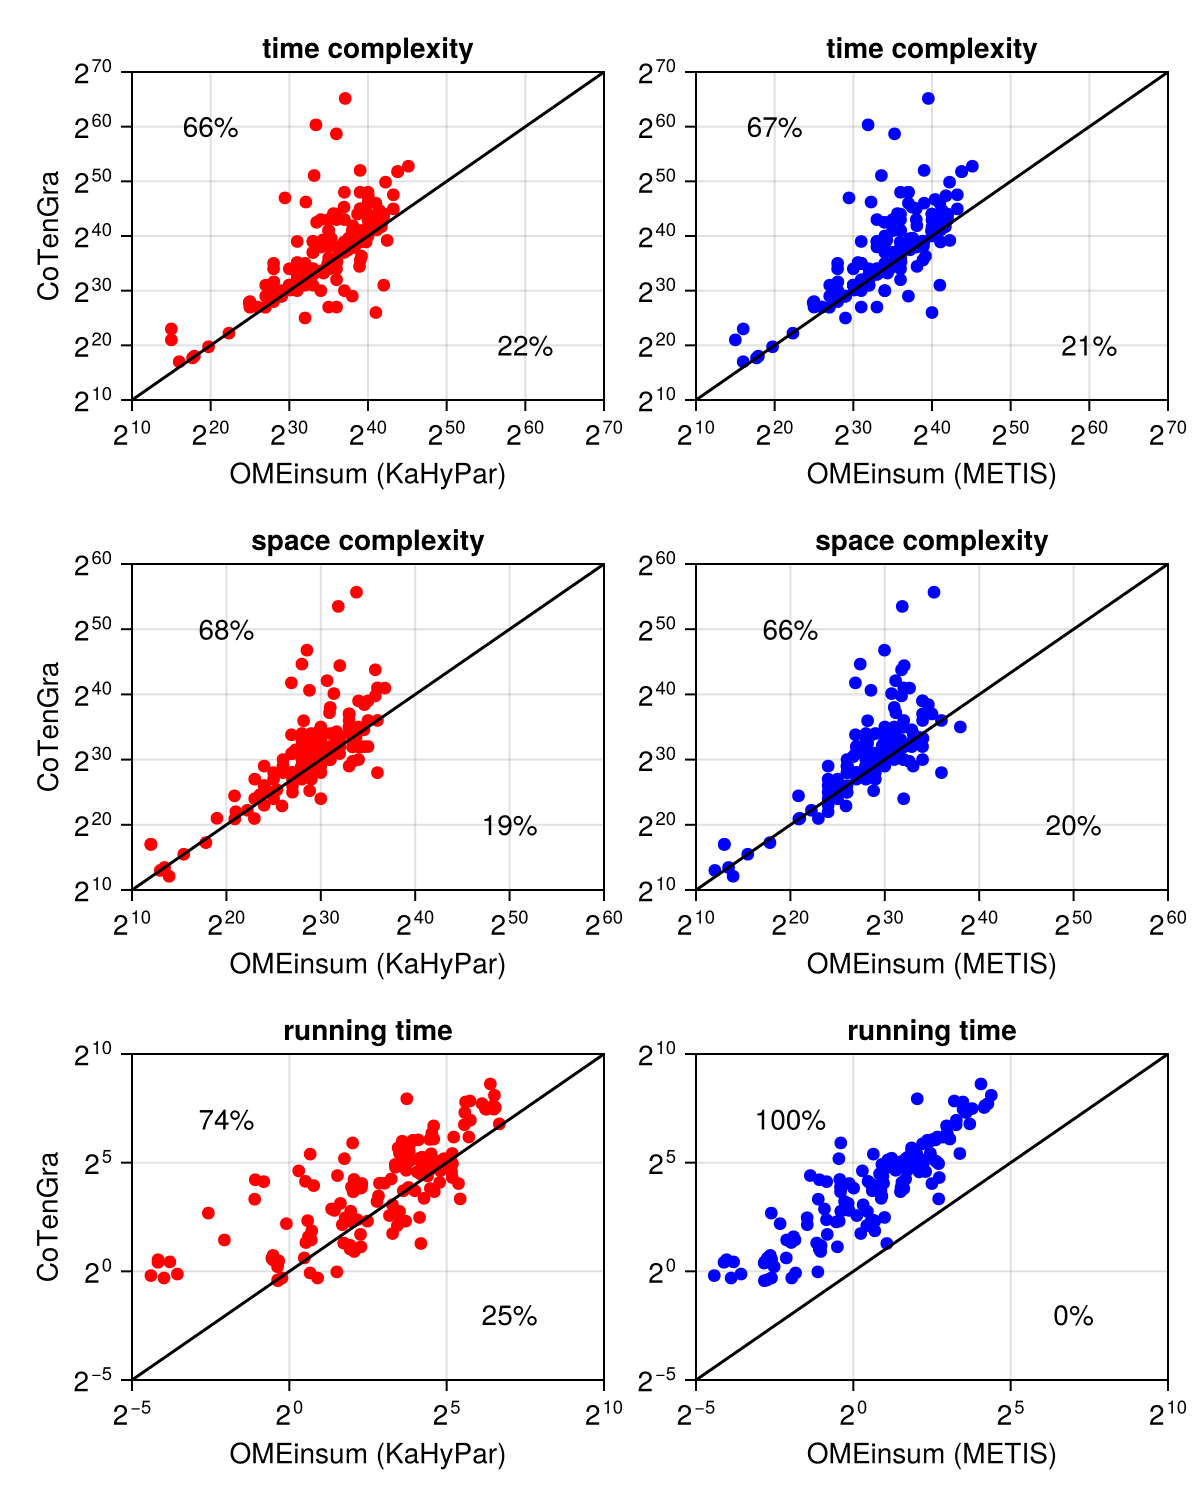 time complexity
time complexity
2^70
2^60
2^50
2^40
2^30
2^20
2^10
CoTenGra
66%
22%
2^10 2^20 2^30 2^40 2^50 2^60 2^70
OMEinsum (KaHyPar)
2^70
2^60
2^50
2^40
2^30
2^20
2^10
67%
21%
2^10 2^20 2^30 2^40 2^50 2^60 2^70
OMEinsum (METIS)
space complexity
space complexity
2^60
2^50
2^40
2^30
2^20
2^10
CoTenGra
68%
19%
2^10 2^20 2^30 2^40 2^50 2^60
OMEinsum (KaHyPar)
2^60
2^50
2^40
2^30
2^20
2^10
66%
20%
2^10 2^20 2^30 2^40 2^50 2^60
OMEinsum (METIS)
running time
running time
2^10
2^5
2^0
2^−5
CoTenGra
74%
25%
2^−5 2^0 2^5 2^10
OMEinsum (KaHyPar)
2^10
2^5
2^0
2^−5
100%
0%
2^−5 2^0 2^5 2^10
OMEinsum (METIS)